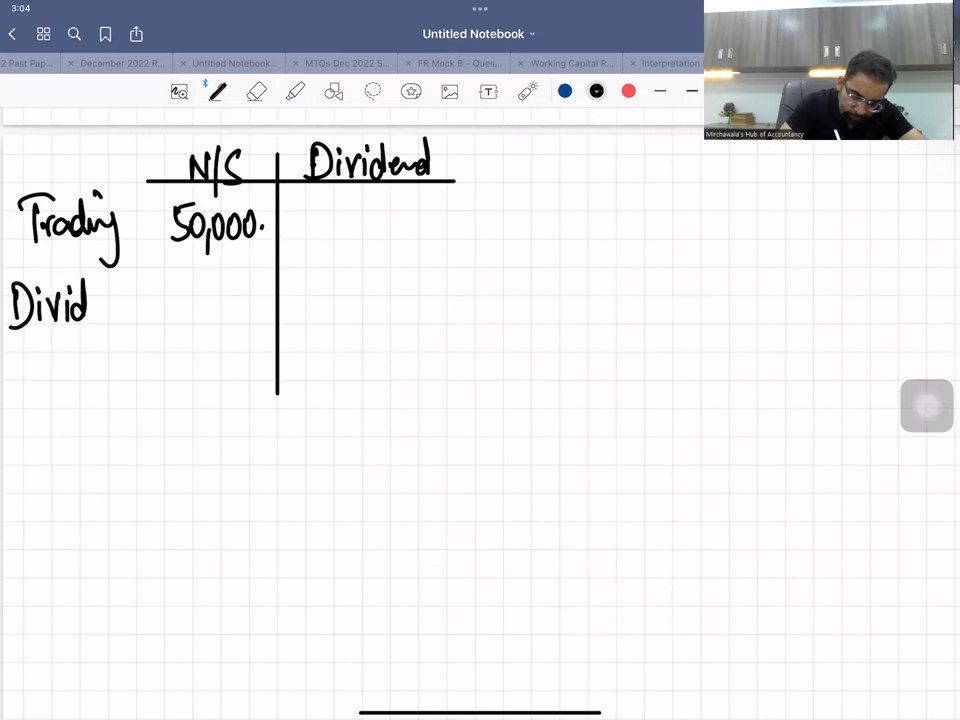 3:04
Untitled Notebook
2 Past Pap...
December 2022 R...
Untitled Notebook...
MTQs Dec 2022 S...
FR Mock B - Ques...
Working Capital R...
Interpretation
Mirchawala's Hub of Accountancy
N/S Dividend
Trading 50,000.
Divid